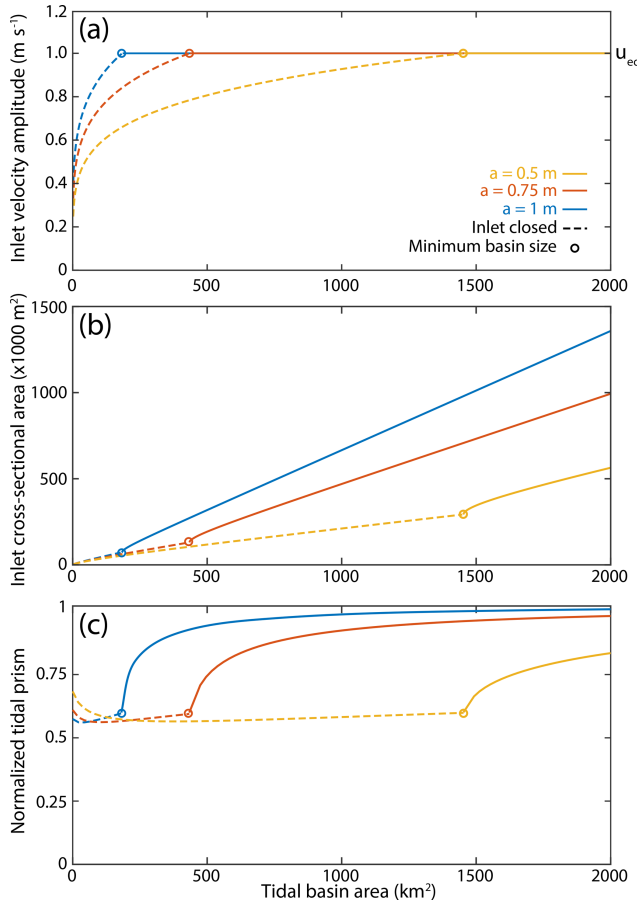 (a)
Inlet velocity amplitude (m s⁻¹)
1.2
1.0
0.8
0.6
0.4
0.2
0
u
a = 0.5 m
a = 0.75 m
a = 1 m
Inlet closed
Minimum basin size
0 500 1000 1500 2000
(b)
Inlet cross-sectional area (x1000 m²)
1500
1000
500
0
0 500 1000 1500 2000
(c)
Normalized tidal prism
1
0.75
0.5
0.25
0
0 500 1000 1500 2000
Tidal basin area (km²)